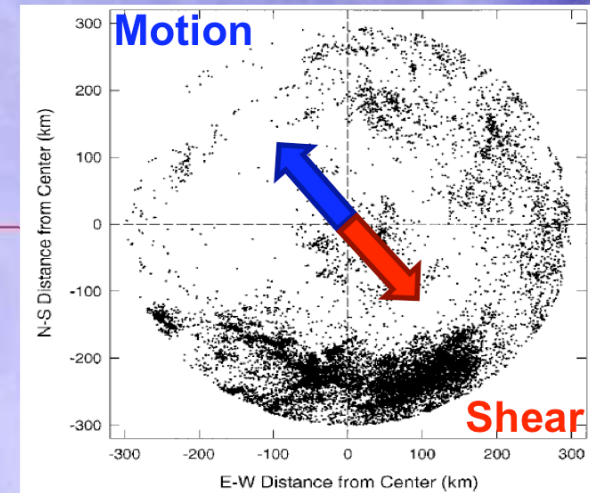 Motion
300
200
100
0
-100
-200
-300
N-S Distance from Center (km)
Shear
-300 -200 -100 0 100 200 300
E-W Distance from Center (km)